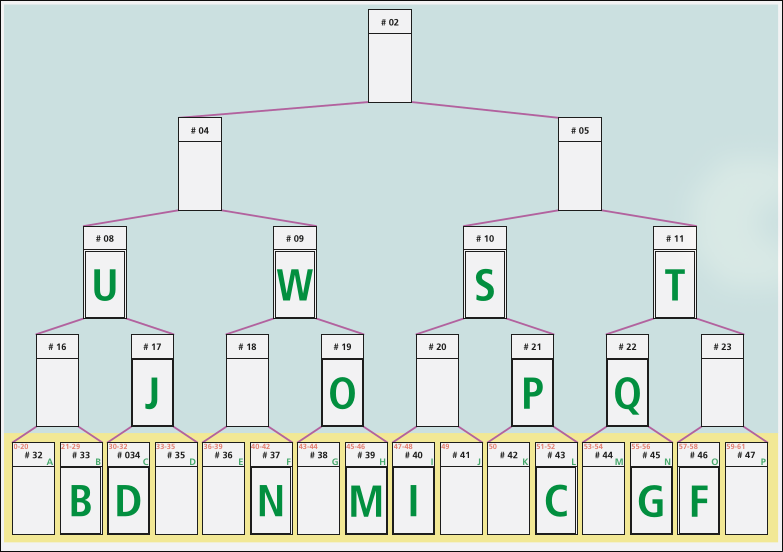 # 02
# 04 # 05
# 08 # 09 # 10 # 11
U W S T
# 16 # 17 # 18 # 19 # 20 # 21 # 22 # 23
J O P Q
0-20 21-29 30-32 33-35 36-39 40-42 43-44 45-46 47-48 49 50 51-52 53-54 55-56 57-58 59-61
# 32 # 33 # 034 # 35 # 36 # 37 # 38 # 39 # 40 # 41 # 42 # 43 # 44 # 45 # 46 # 47
A B C D E F G H I J K L M N O P
B D N M I C G F